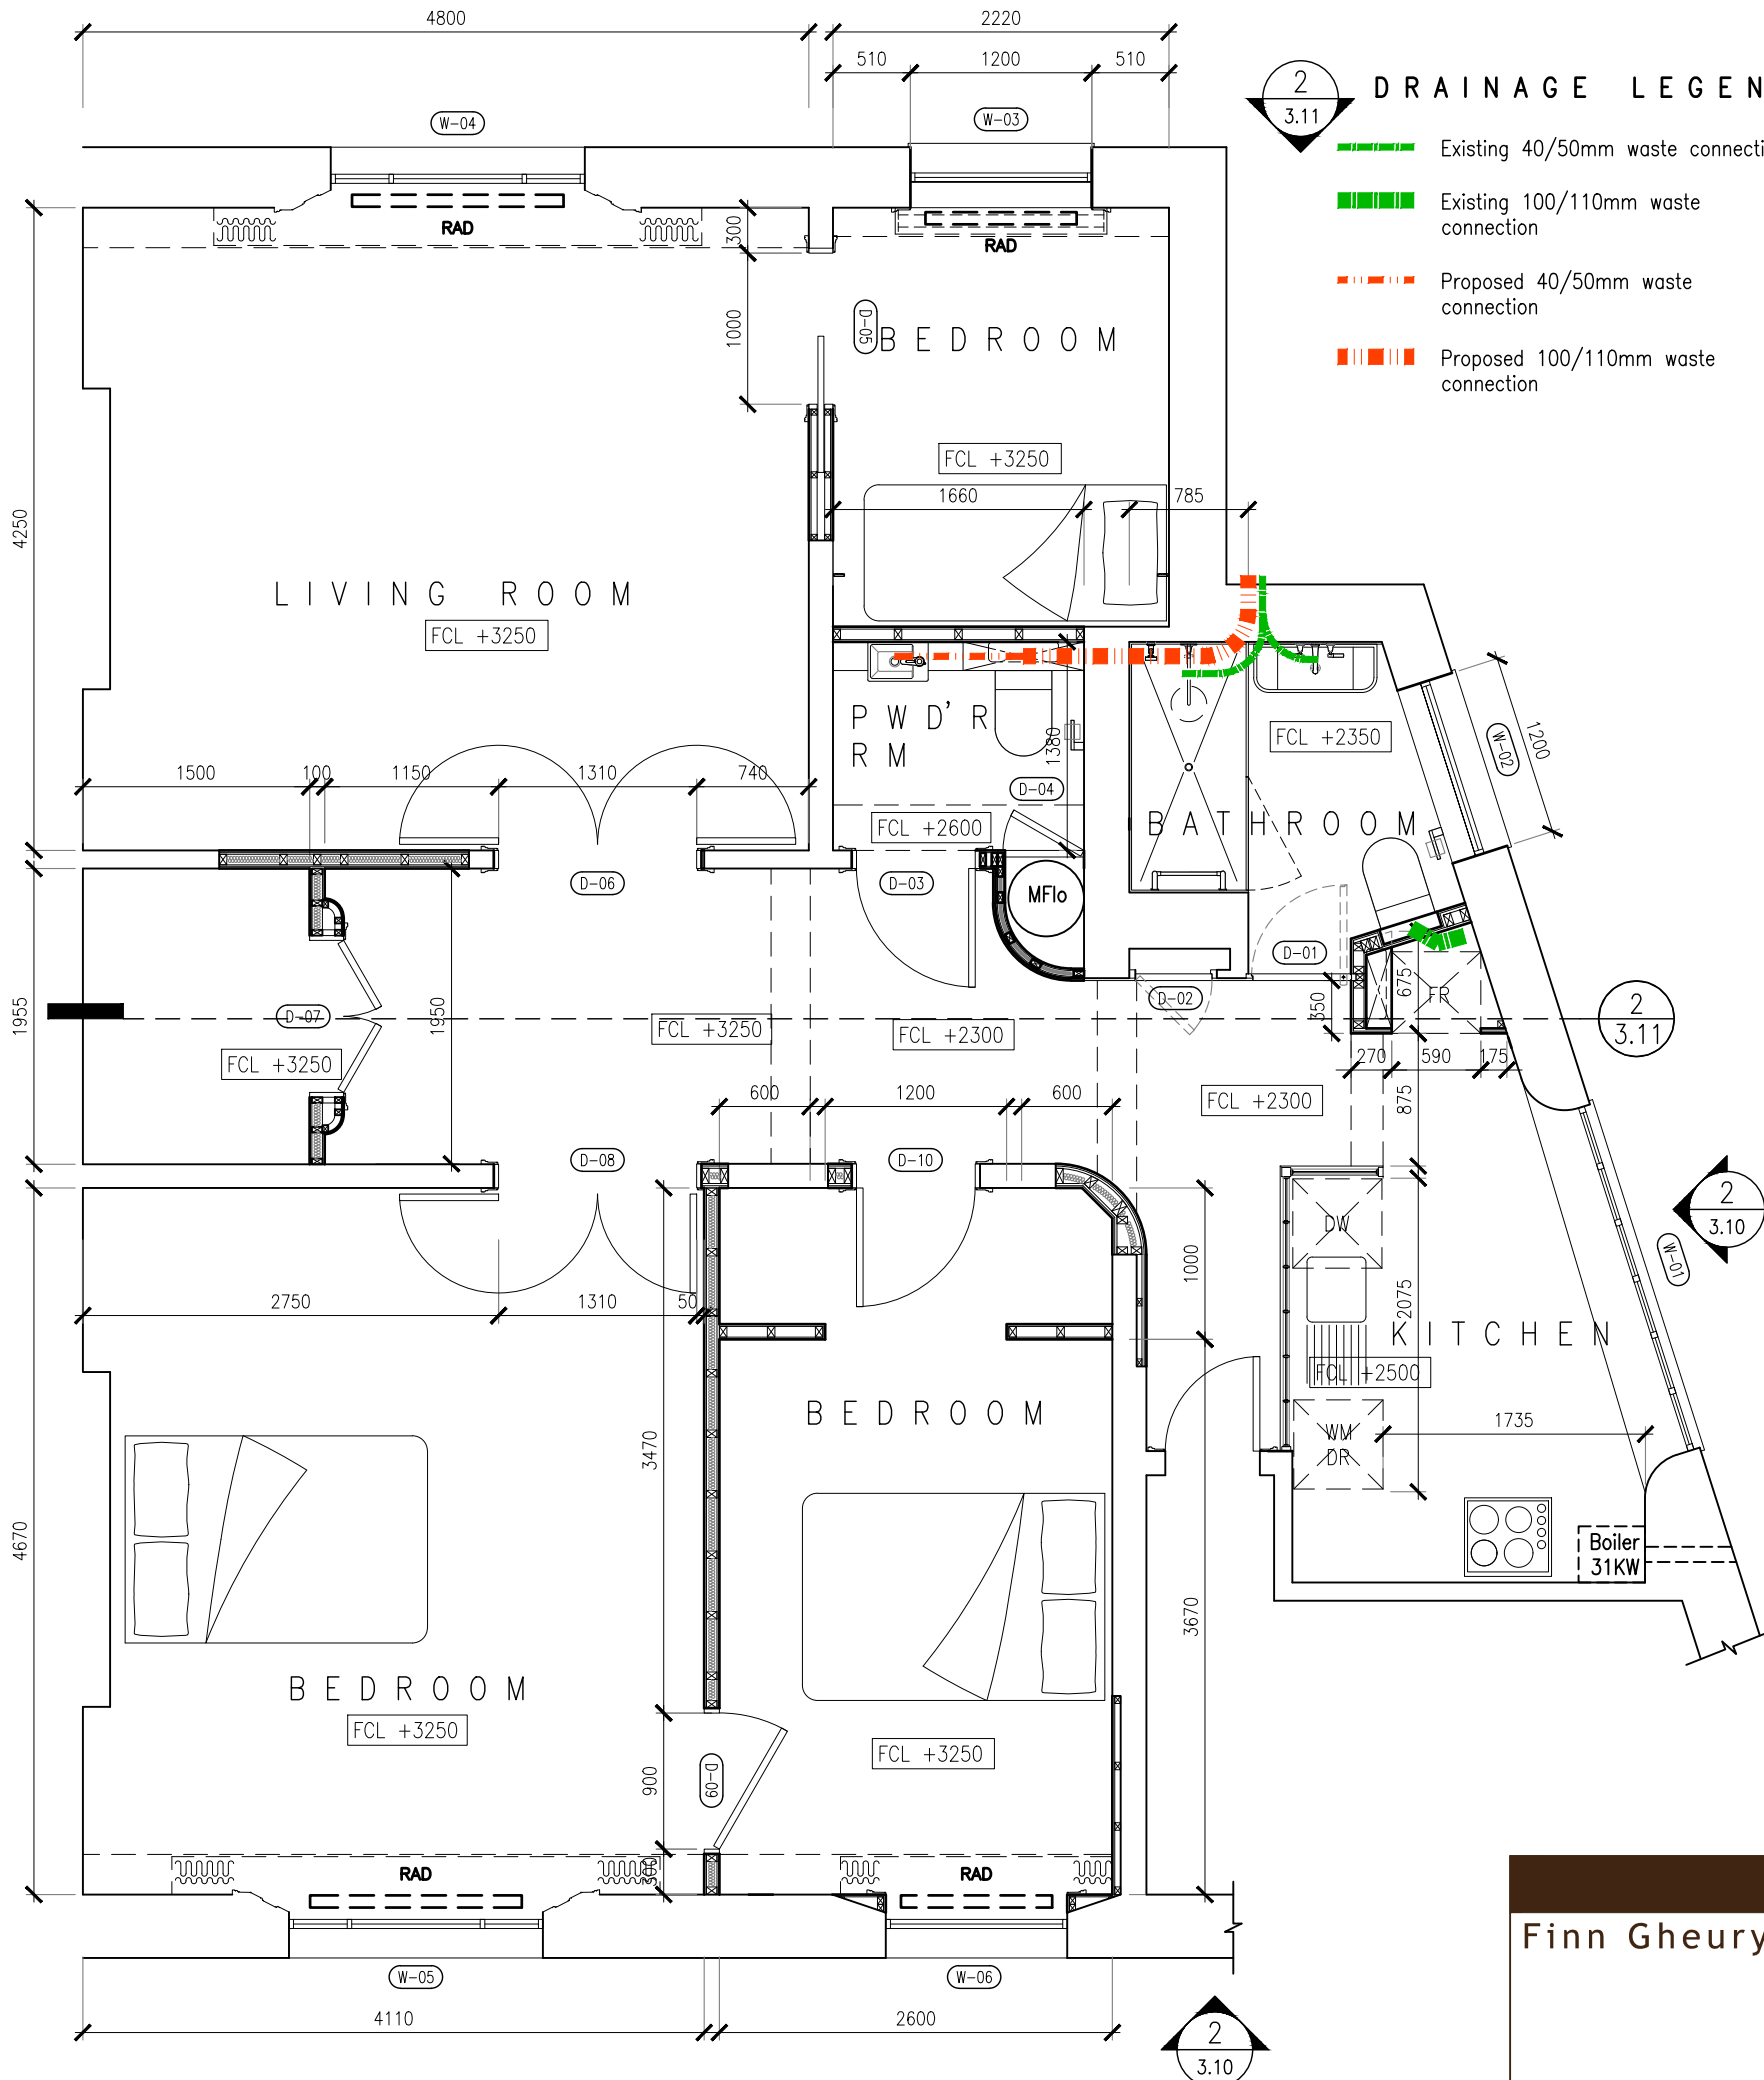 4800
2220
510
1200
510
2
3.11
DRAINAGE LEGEN
W-04
W-03
Existing 40/50mm waste connecti
Existing 100/110mm waste
connection
Proposed 40/50mm waste
connection
Proposed 100/110mm waste
connection
RAD
RAD
300
1000
D-05
BEDROOM
FCL +3250
1660
785
4250
LIVING ROOM
FCL +3250
PWD'R
RM
1380
FCL +2350
W-02
1200
1500
100
1150
1310
740
D-04
FCL +2600
BATHROOM
D-06
D-03
MFlo
D-01
D-02
675
FR
350
1955
D-07
1950
FCL +3250
FCL +3250
FCL +2300
2
3.11
270
590
175
600
1200
600
FCL +2300
875
D-08
D-10
DW
2
3.10
W-01
1000
2075
2750
1310
50
KITCHEN
FCL +2500
BEDROOM
1735
WM
DR
3470
4670
Boiler
31KW
3670
BEDROOM
FCL +3250
FCL +3250
D-09
900
300
RAD
RAD
Finn Gheury
W-05
W-06
4110
2600
2
3.10